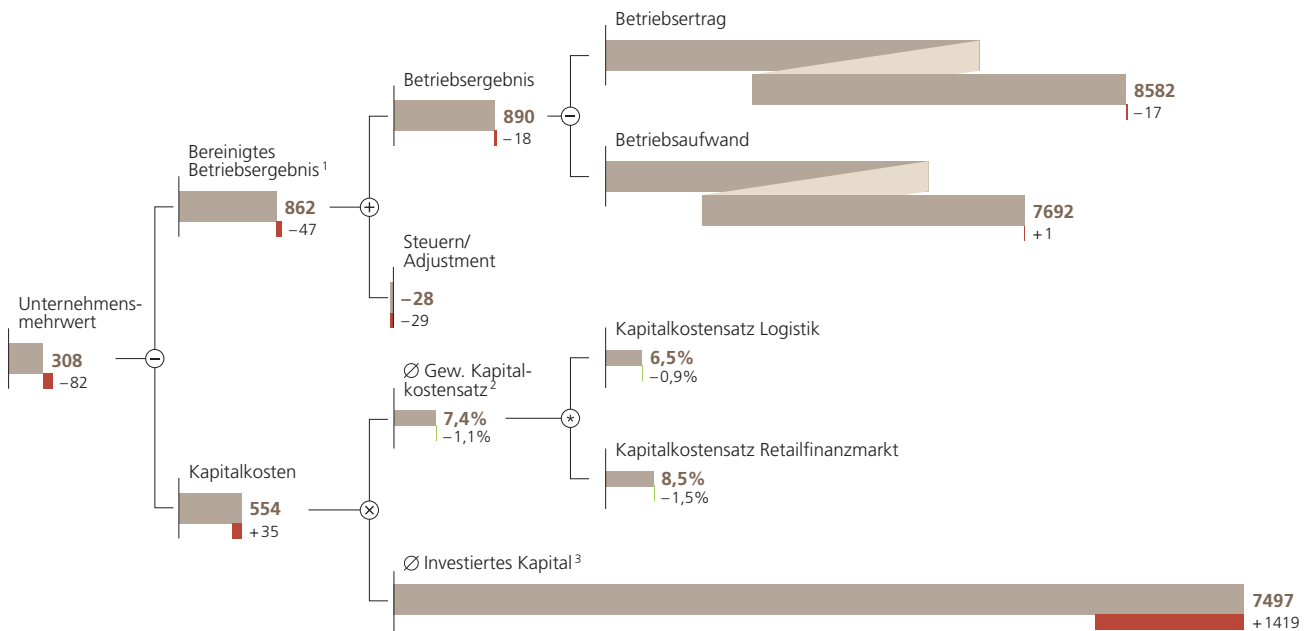 Betriebsertrag
8582
–17
Betriebsergebnis
890
–18
–
Betriebsaufwand
7692
+1
Bereinigtes
Betriebsergebnis 1
862
–47
+
Steuern/
Adjustment
–28
–29
Unternehmens-
mehrwert
308
–82
–
Kapitalkostensatz Logistik
6,5%
–0,9%
∅ Gew. Kapital-
kostensatz 2
7,4%
–1,1%
*
Kapitalkostensatz Retailfinanzmarkt
8,5%
–1,5%
Kapitalkosten
554
+35
×
∅ Investiertes Kapital 3
7497
+1419